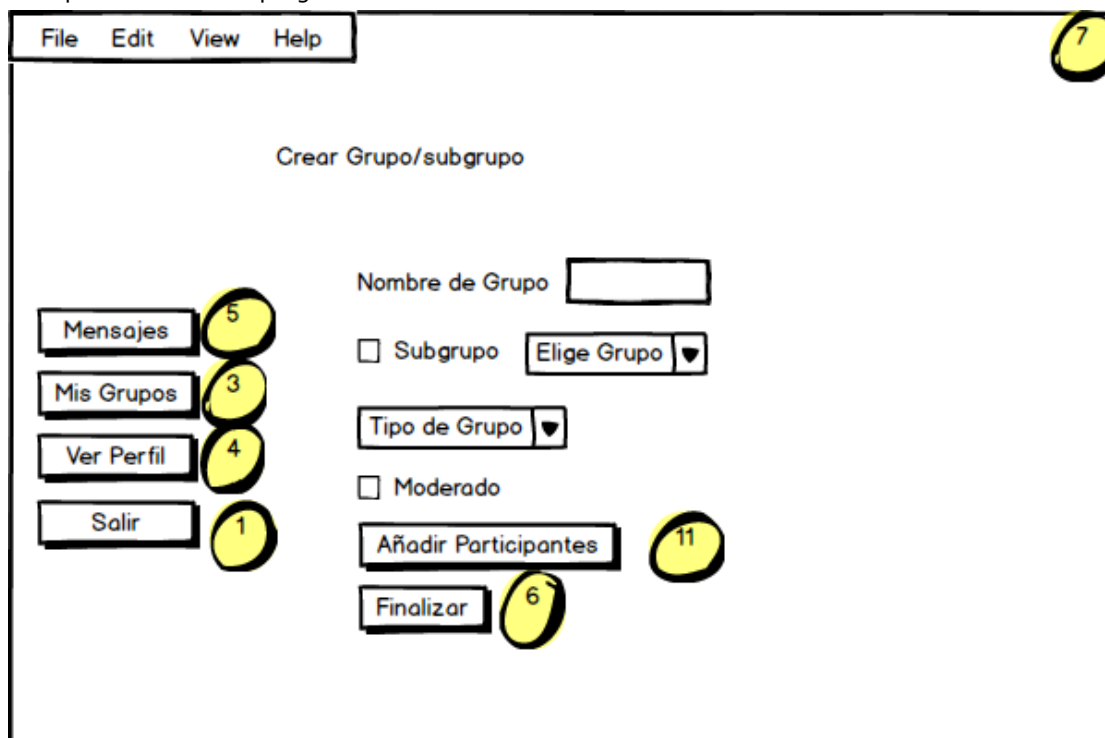 File Edit View Help
7
Crear Grupo/subgrupo
Nombre de Grupo
Mensajes 5
Subgrupo Elige Grupo
Mis Grupos 3
Tipo de Grupo
Ver Perfil 4
Moderado
Salir 1
Añadir Participantes 11
Finalizar 6